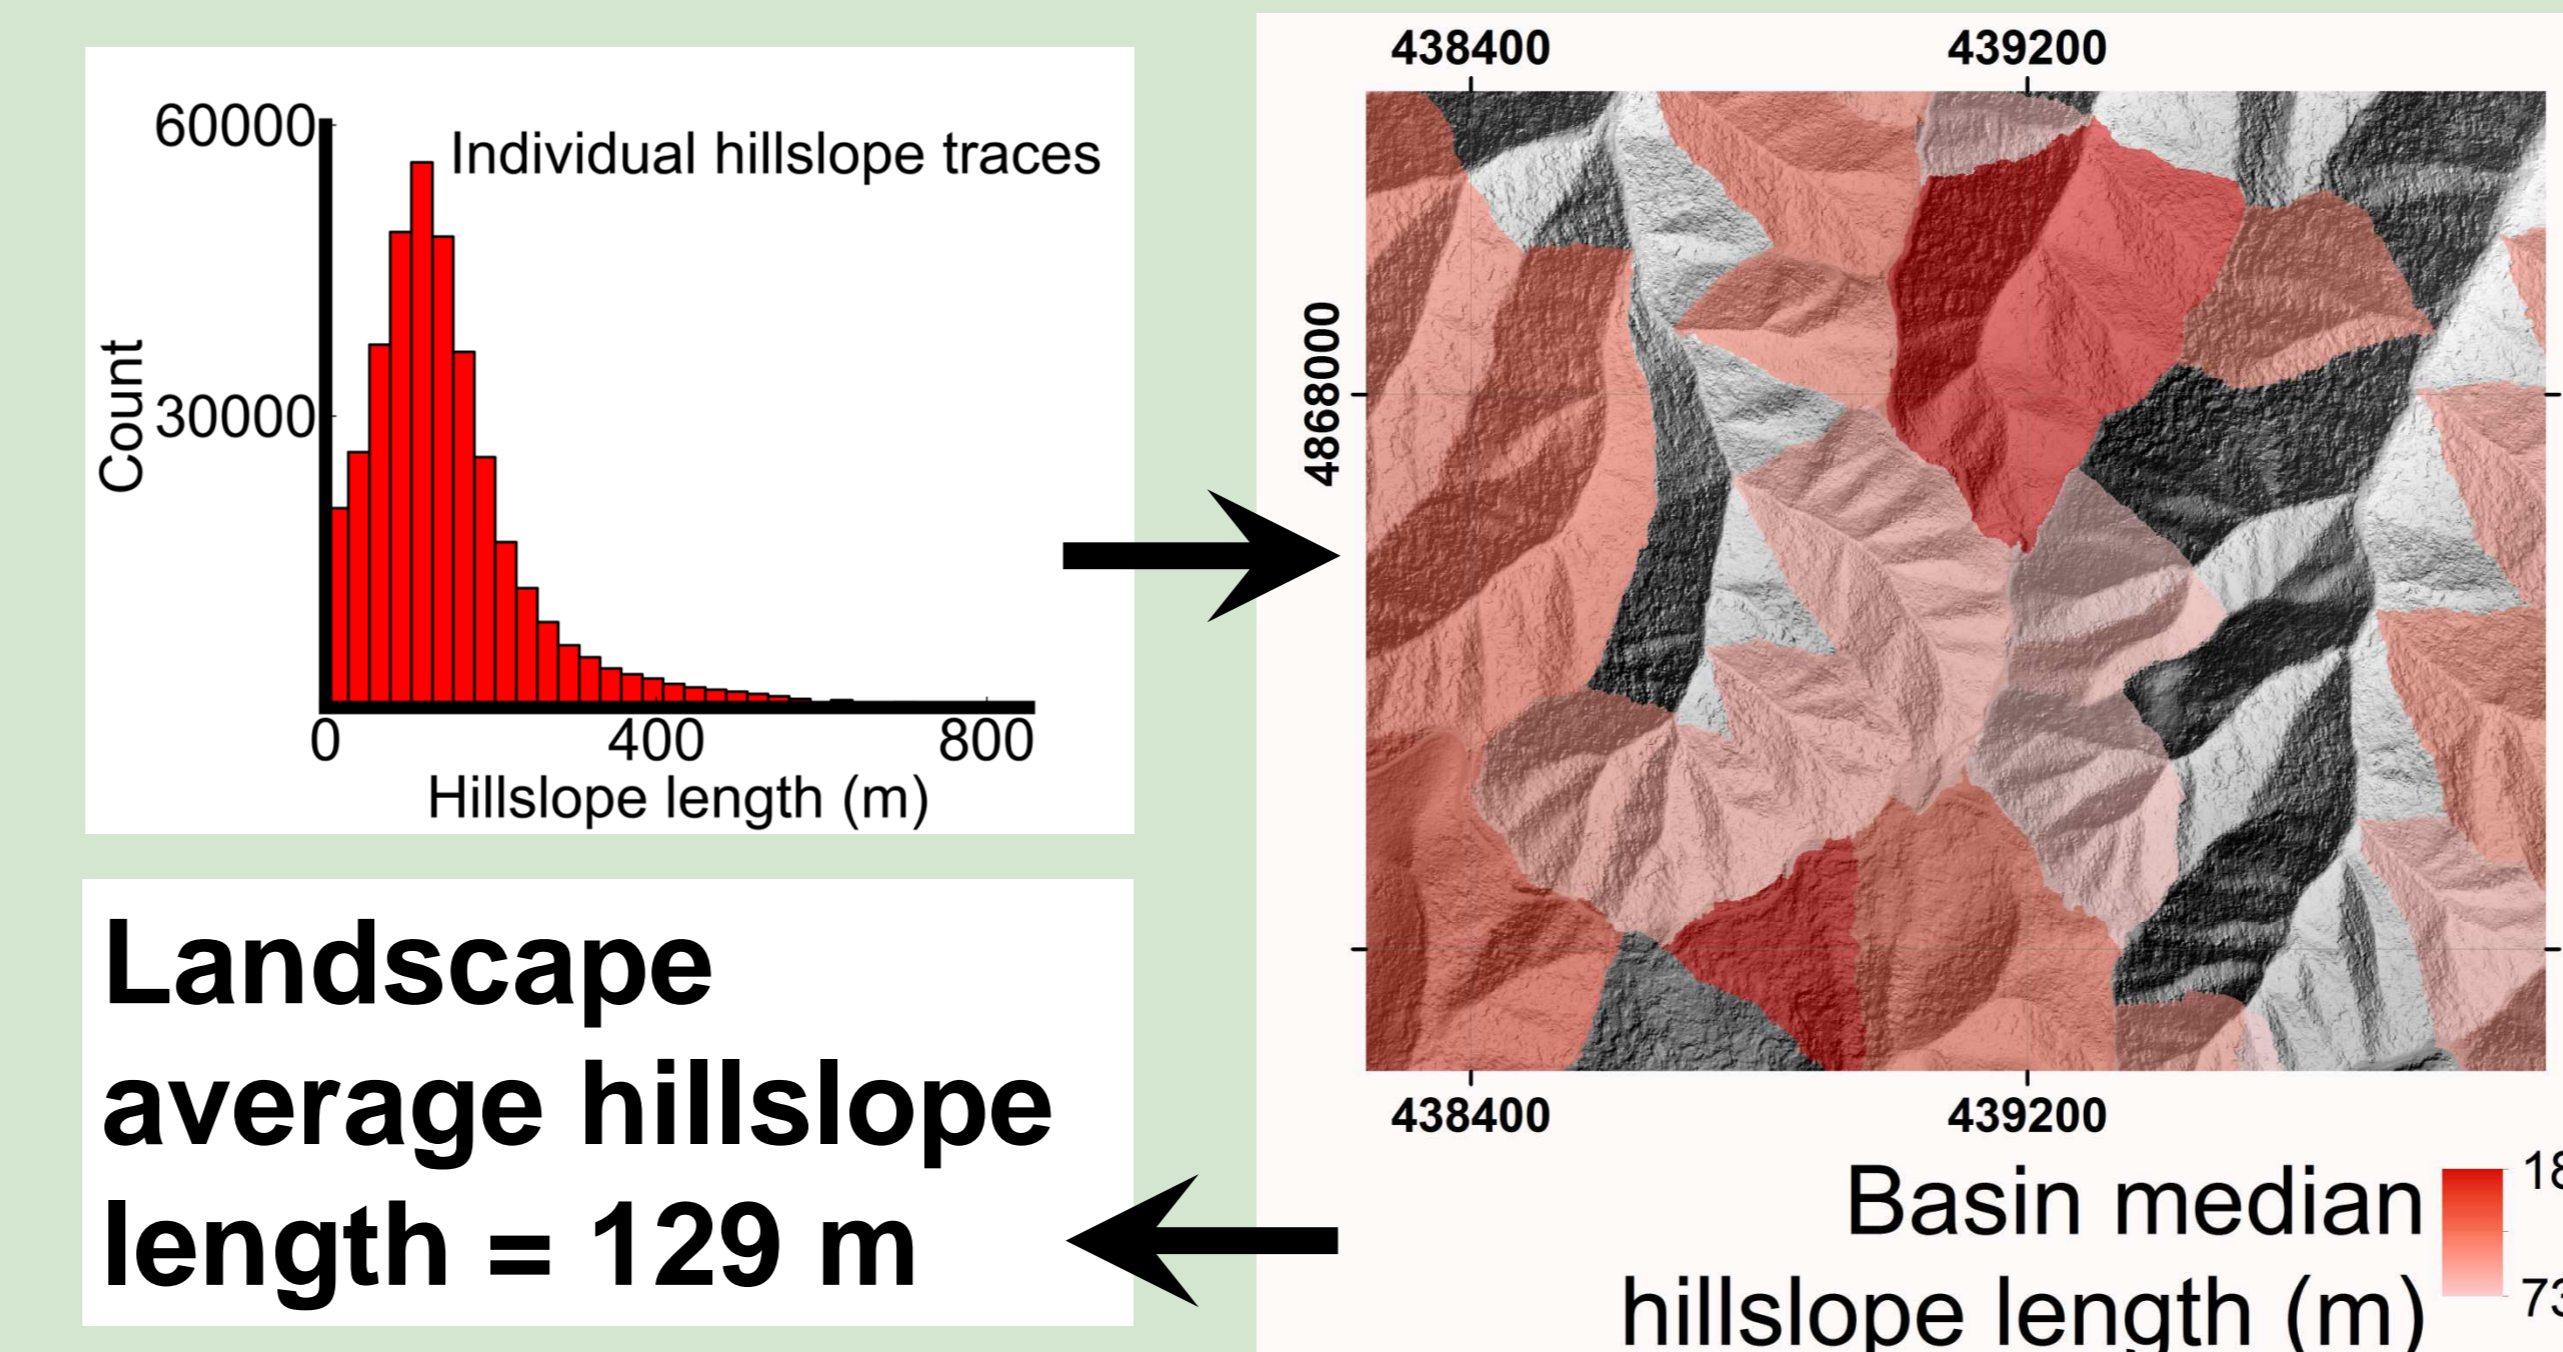 60000
Individual hillslope traces
Count
30000
0
400
800
Hillslope length (m)
Landscape
average hillslope
length = 129 m
438400
439200
4868000
438400
439200
Basin median
hillslope length (m)